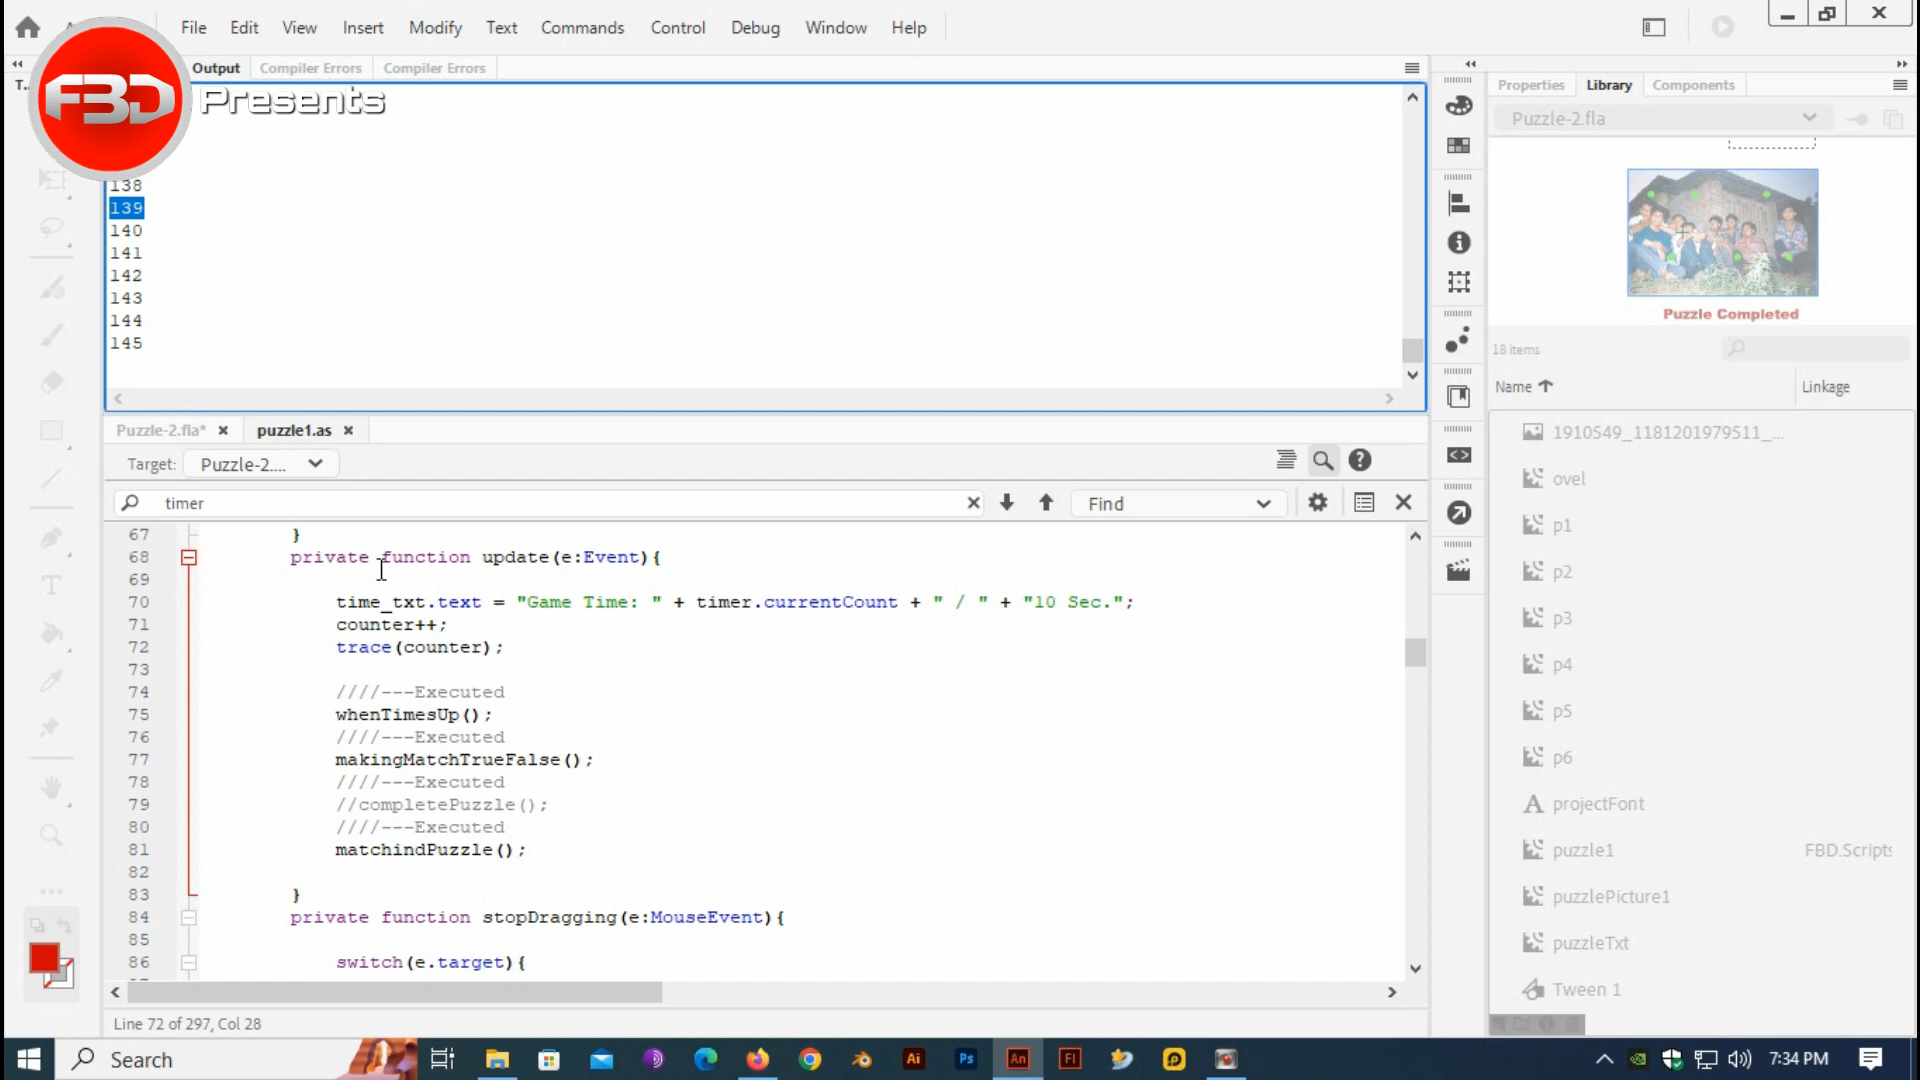 File Edit View Insert Modify Text Commands Control Debug Window Help
FBD Presents
Output Compiler Errors Compiler Errors
T...
138
139
140
141
142
143
144
145
Puzzle-2.fla* puzzle1.as
Target: Puzzle-2....
timer Find
67 }
68 private function update(e:Event){
69
70 time_txt.text = "Game Time: " + timer.currentCount + " / " + "10 Sec.";
71 counter++;
72 trace(counter);
73
74 ////---Executed
75 whenTimesUp();
76 ////---Executed
77 makingMatchTrueFalse();
78 ////---Executed
79 //completePuzzle();
80 ////---Executed
81 matchindPuzzle();
82
83 }
84 private function stopDragging(e:MouseEvent){
85
86 switch(e.target){
Line 72 of 297, Col 28
Properties Library Components
Puzzle-2.fla
Puzzle Completed
18 items
Name Linkage
1910549_1181201979511_...
ovel
p1
p2
p3
p4
p5
p6
projectFont
puzzle1 FBD.Scripts
puzzlePicture1
puzzleTxt
Tween 1
Search Ai Ps An Fl 7:34 PM